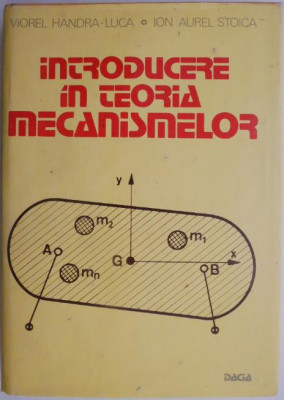 VIOREL HANDRA-LUCA • ION AUREL STOICA
INTRODUCERE
IN TEORIA
MECANISMELOR
y
m2
A
m1
G
x
B
mn
DACIA